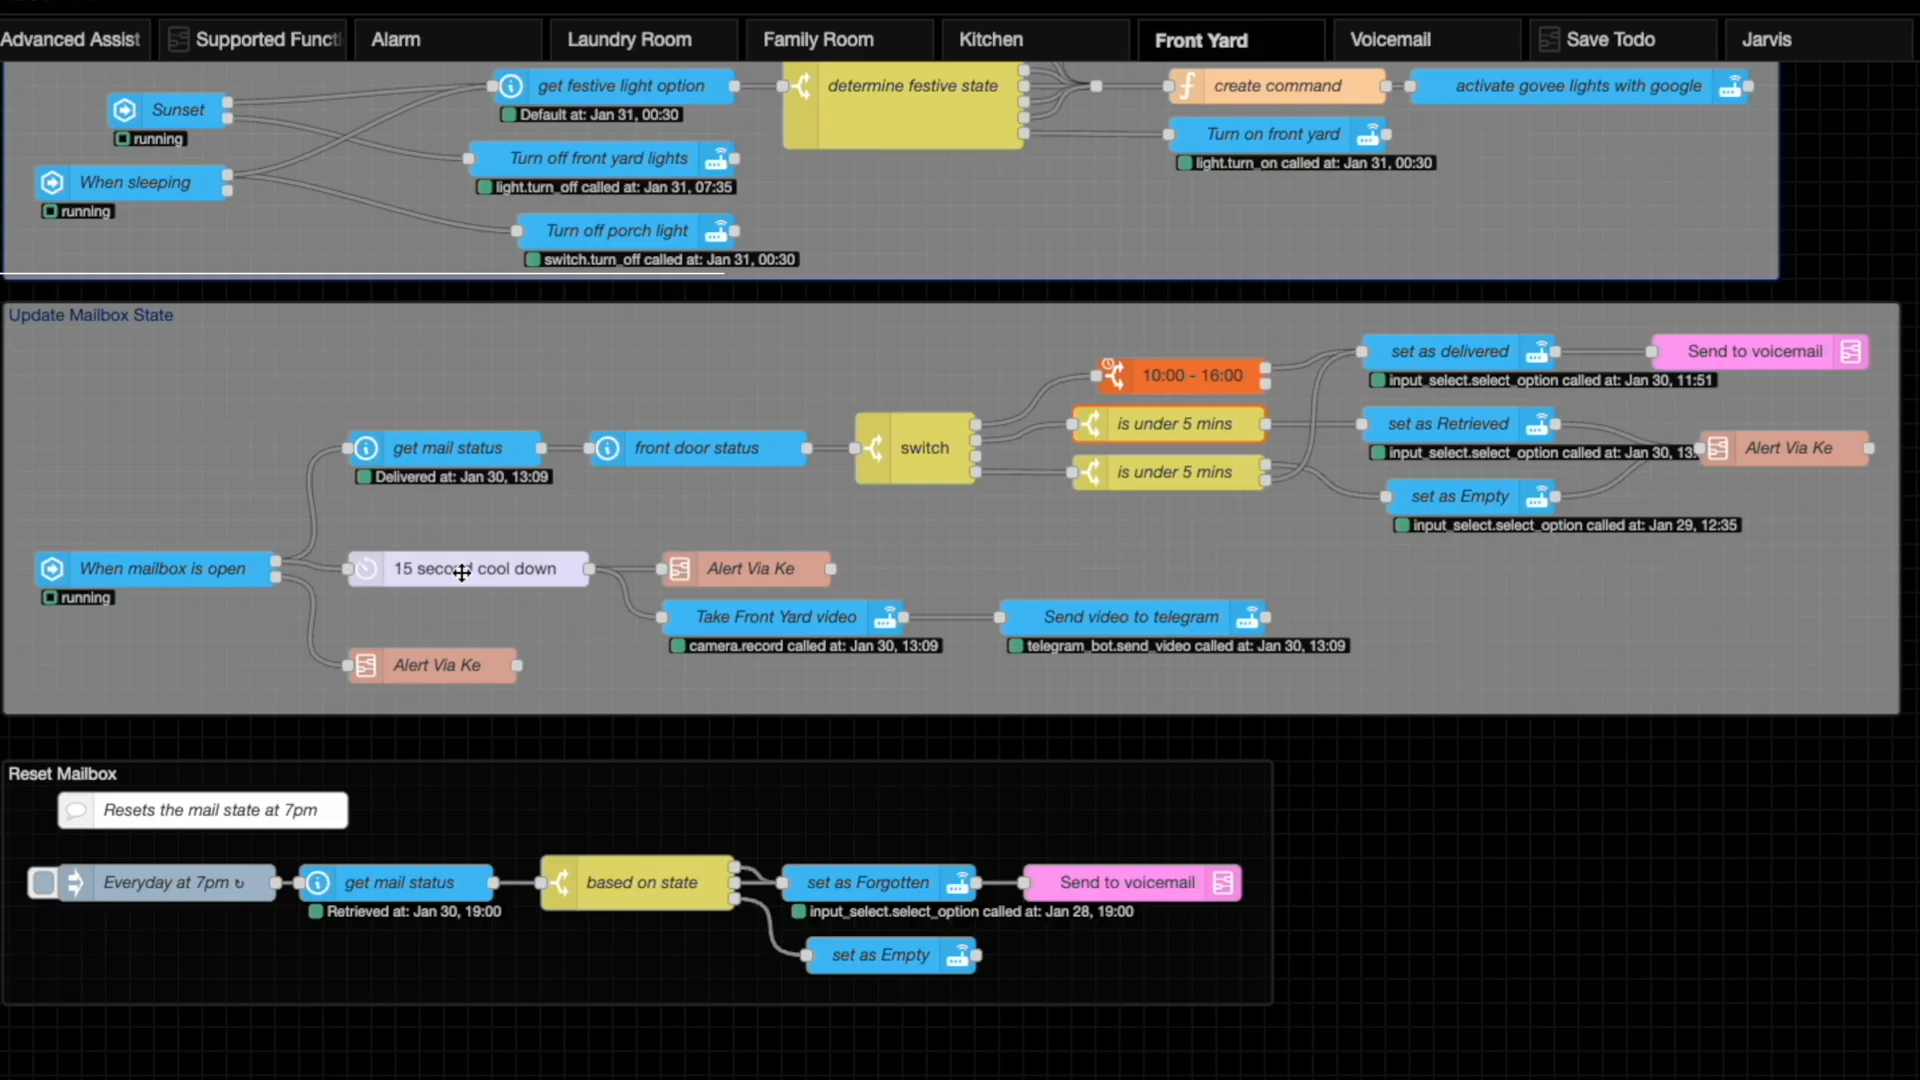 Advanced Assist
Supported Functi
Alarm
Laundry Room
Family Room
Kitchen
Front Yard
Voicemail
Save Todo
Jarvis
Sunset
running
When sleeping
running
get festive light option
Default at: Jan 31, 00:30
Turn off front yard lights
light.turn_off called at: Jan 31, 07:35
Turn off porch light
switch.turn_off called at: Jan 31, 00:30
determine festive state
create command
activate govee lights with google
Turn on front yard
light.turn_on called at: Jan 31, 00:30
Update Mailbox State
When mailbox is open
running
get mail status
Delivered at: Jan 30, 13:09
front door status
switch
10:00 - 16:00
is under 5 mins
is under 5 mins
set as delivered
input_select.select_option called at: Jan 30, 11:51
Send to voicemail
set as Retrieved
input_select.select_option called at: Jan 30, 13:
Alert Via Ke
set as Empty
input_select.select_option called at: Jan 29, 12:35
15 second cool down
Alert Via Ke
Take Front Yard video
camera.record called at: Jan 30, 13:09
Send video to telegram
telegram_bot.send_video called at: Jan 30, 13:09
Alert Via Ke
Reset Mailbox
Resets the mail state at 7pm
Everyday at 7pm ↻
get mail status
Retrieved at: Jan 30, 19:00
based on state
set as Forgotten
input_select.select_option called at: Jan 28, 19:00
Send to voicemail
set as Empty